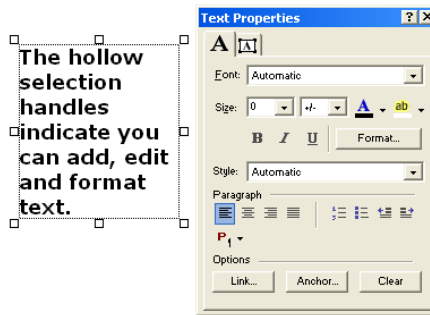 The hollow
selection
handles
indicate you
can add, edit
and format
text.
Text Properties
A A
Font: Automatic
Size: 0 +/- A ab
B I U Format...
Style: Automatic
Paragraph
P1
Options
Link... Anchor... Clear